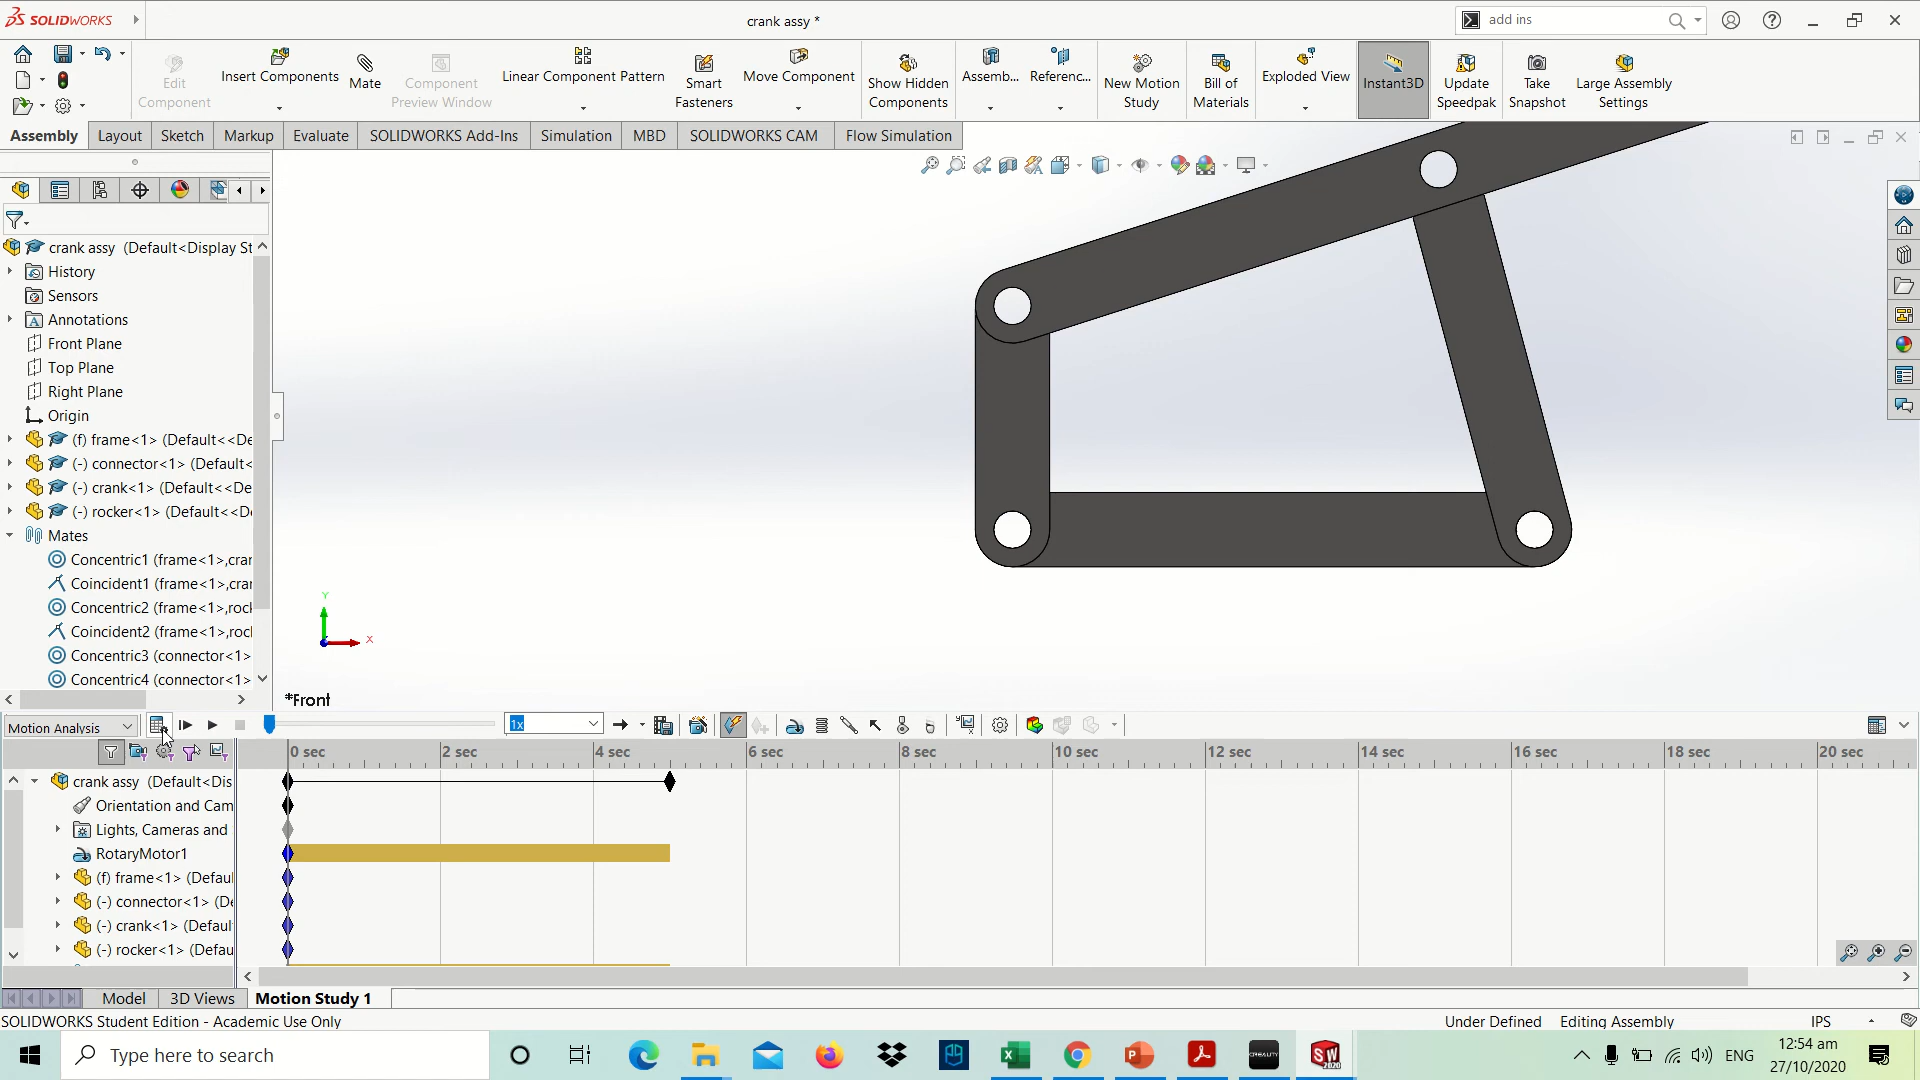 SOLIDWORKS
crank assy *
add ins
Edit Component
Insert Components
Mate
Component Preview Window
Linear Component Pattern
Smart Fasteners
Move Component
Show Hidden Components
Assemb...
Referenc...
New Motion Study
Bill of Materials
Exploded View
Instant3D
Update Speedpak
Take Snapshot
Large Assembly Settings
Assembly
Layout
Sketch
Markup
Evaluate
SOLIDWORKS Add-Ins
Simulation
MBD
SOLIDWORKS CAM
Flow Simulation
crank assy (Default<Display St
History
Sensors
Annotations
Front Plane
Top Plane
Right Plane
Origin
(f) frame<1> (Default<<De
(-) connector<1> (Default<
(-) crank<1> (Default<<De
(-) rocker<1> (Default<<D
Mates
Concentric1 (frame<1>,cran
Coincident1 (frame<1>,cra
Concentric2 (frame<1>,rock
Coincident2 (frame<1>,roc
Concentric3 (connector<1>
Concentric4 (connector<1>
Y
X
*Front
Motion Analysis
1x
0 sec
2 sec
4 sec
6 sec
8 sec
10 sec
12 sec
14 sec
16 sec
18 sec
20 sec
crank assy (Default<Dis
Orientation and Cam
Lights, Cameras and
RotaryMotor1
(f) frame<1> (Defaul
(-) connector<1> (De
(-) crank<1> (Defaul
(-) rocker<1> (Defau
Model
3D Views
Motion Study 1
SOLIDWORKS Student Edition - Academic Use Only
Under Defined
Editing Assembly
IPS
Type here to search
CREALITY
SW
2020
ENG
12:54 am
27/10/2020